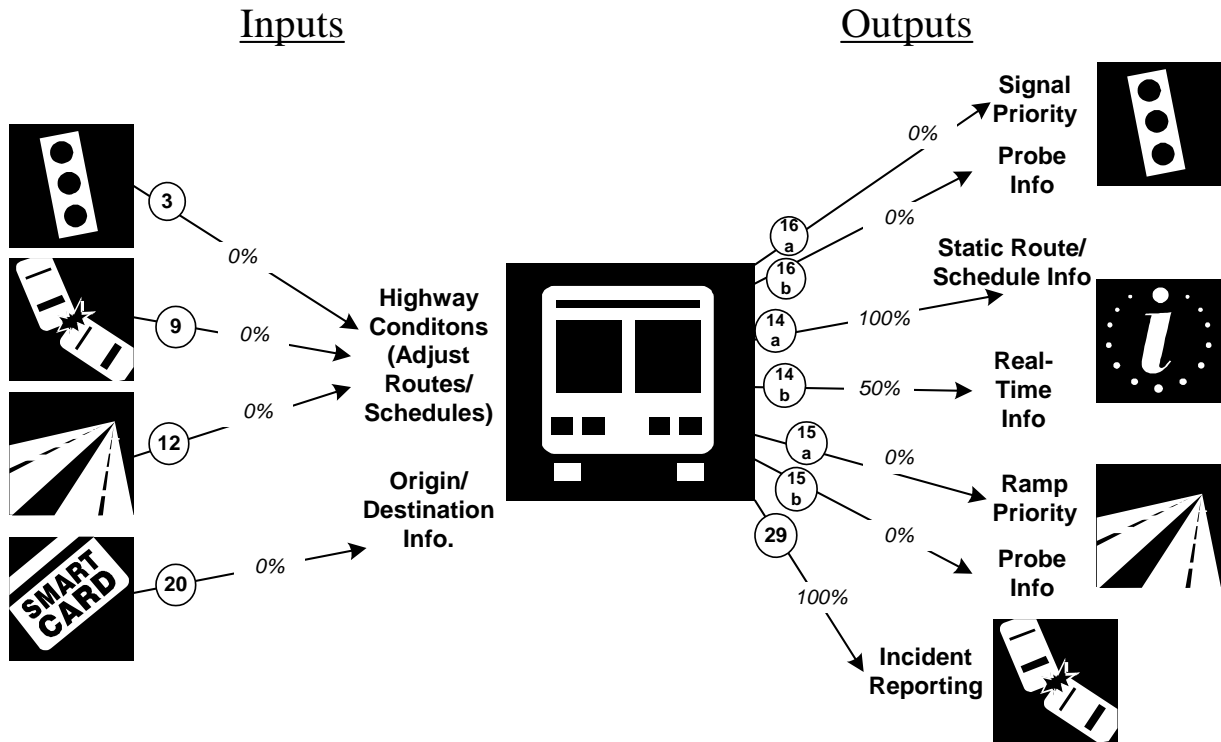 Inputs
Outputs
3
0%
9
0%
12
0%
SMART
CARD
20
0%
Highway
Conditons
(Adjust
Routes/
Schedules)
Origin/
Destination
Info.
16
a
0%
Signal
Priority
16
b
0%
Probe
Info
14
a
100%
Static Route/
Schedule Info
i
14
b
50%
Real-
Time
Info
15
a
0%
Ramp
Priority
15
b
0%
Probe
Info
29
100%
Incident
Reporting